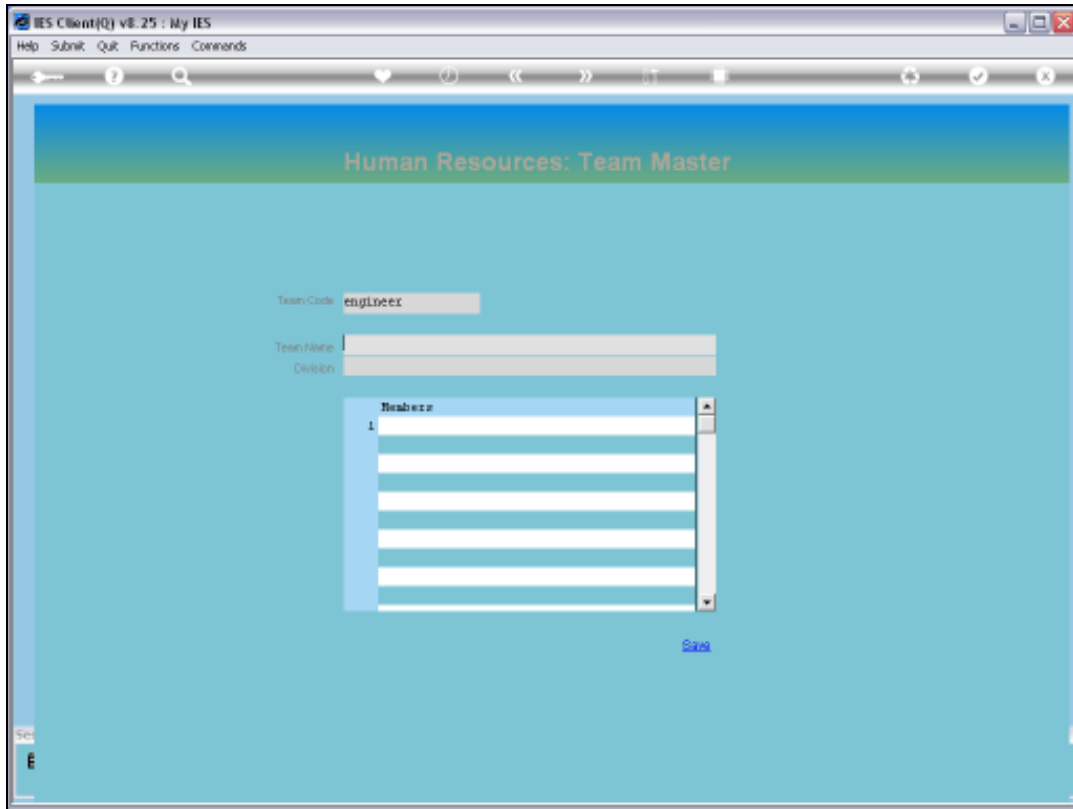 IES Client(Q) v8.25 : My IES
Help Submit Quit Functions Commands
Human Resources: Team Master
Team Code engineer
Team Name
Division
Members
1
Save
Se